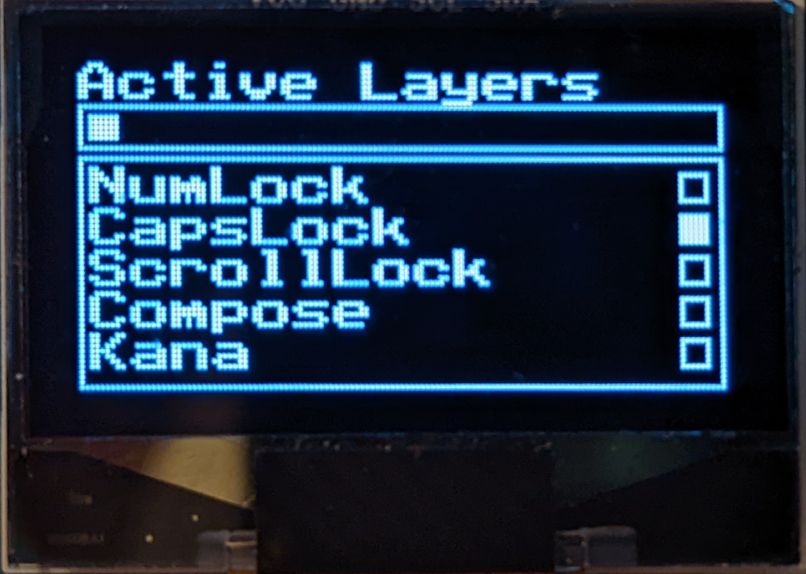 Active Layers
NumLock
CapsLock
ScrollLock
Compose
Kana